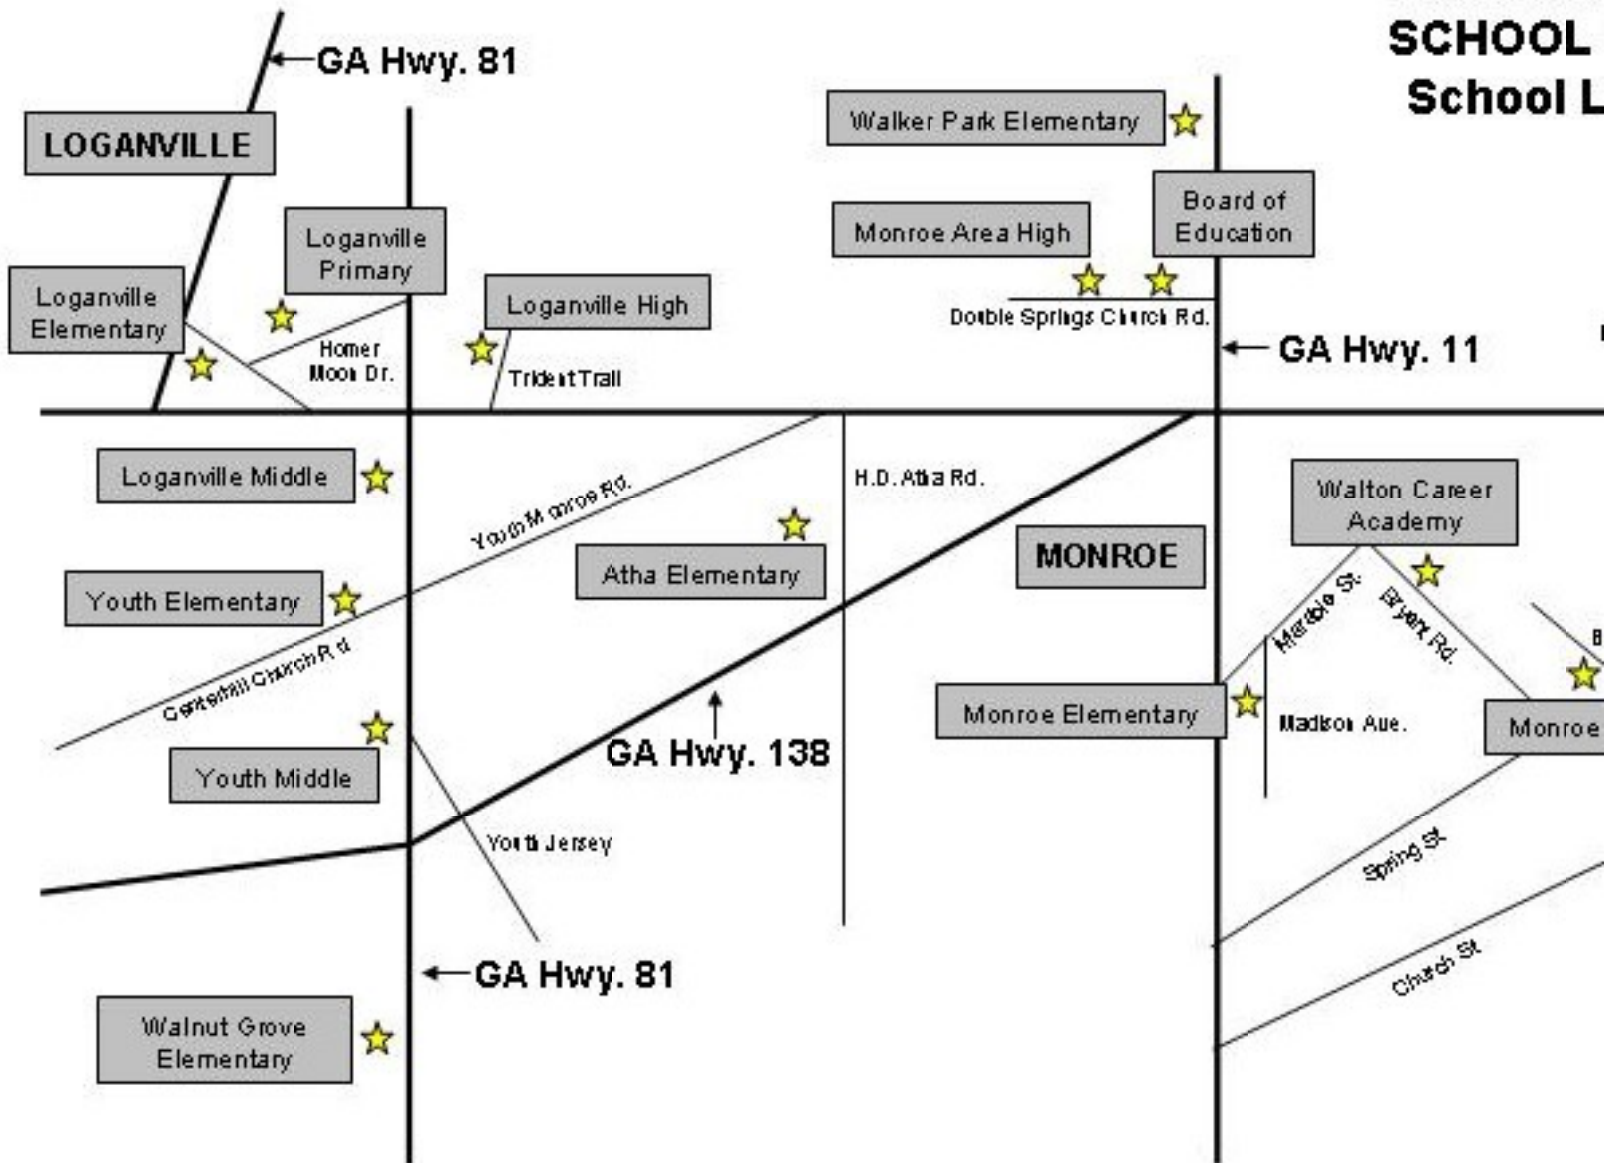 SCHOOL
School L
GA Hwy. 81
LOGANVILLE
Walker Park Elementary
Board of
Education
Monroe Area High
Loganville
Primary
Loganville
Elementary
Loganville High
Homer
Moon Dr.
Trident Trail
Double Springs Church Rd.
GA Hwy. 11
Loganville Middle
Youth Monroe Rd.
H.D. Atha Rd.
Walton Career
Academy
Atha Elementary
MONROE
Youth Elementary
Marable St.
Bryant Rd.
Centerhill Church Rd
Monroe Elementary
Madison Ave.
Monroe
GA Hwy. 138
Youth Middle
Youth Jersey
Spring St.
Church St
GA Hwy. 81
Walnut Grove
Elementary